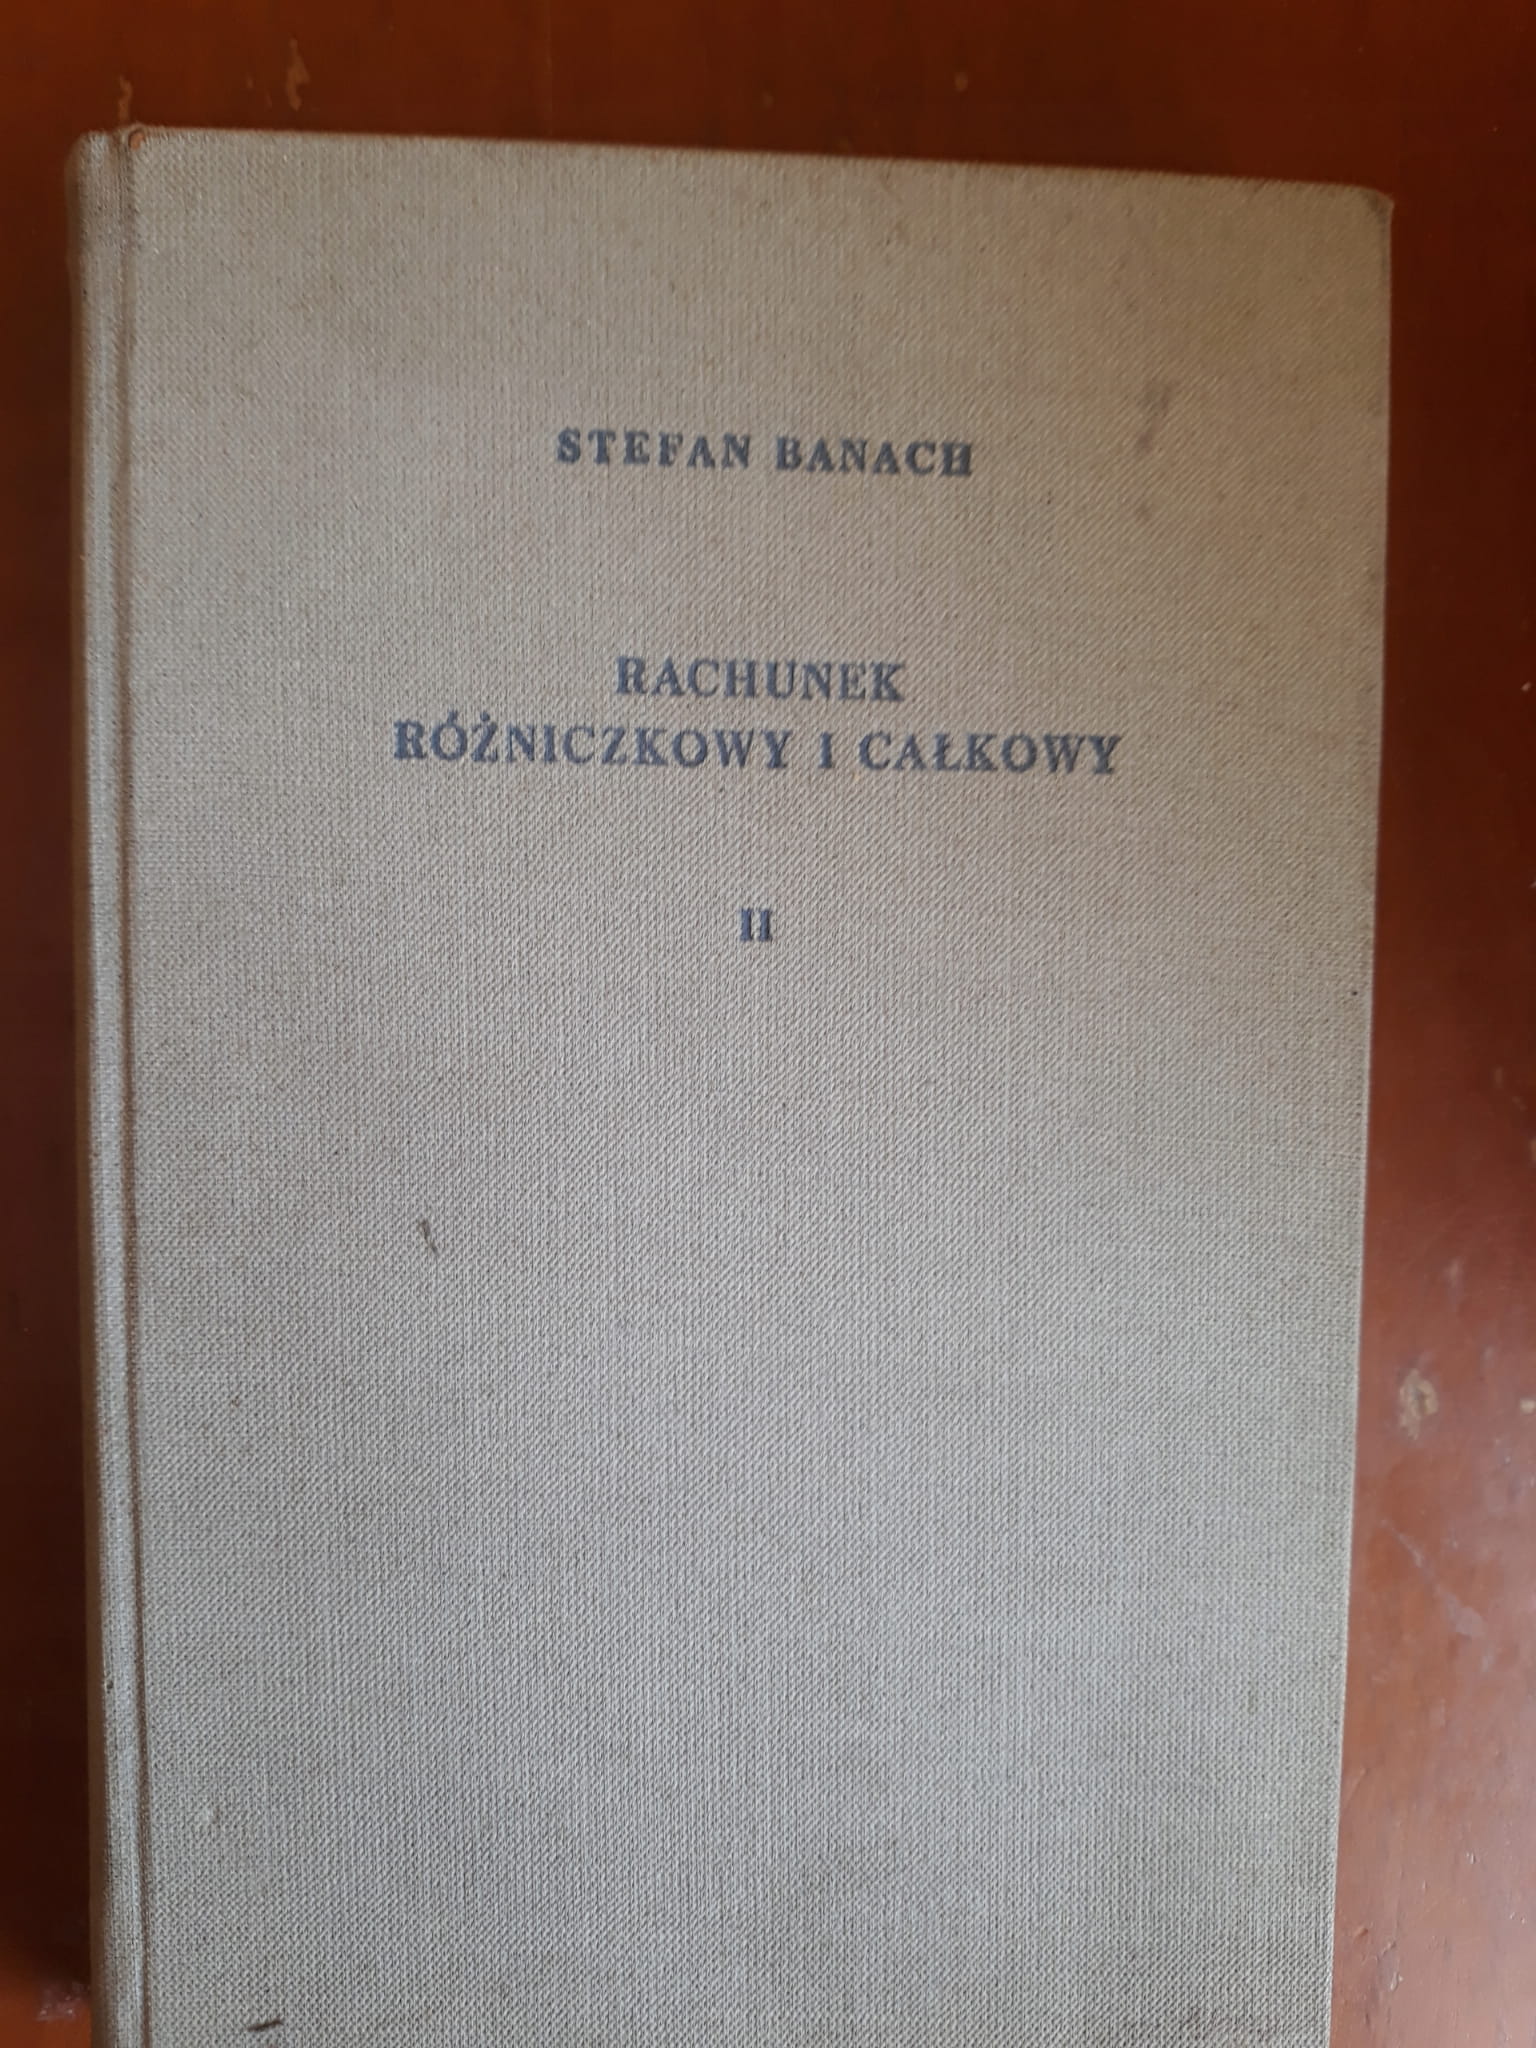 STEFAN BANACH
RACHUNEK
RÓŻNICZKOWY I CAŁKOWY
II